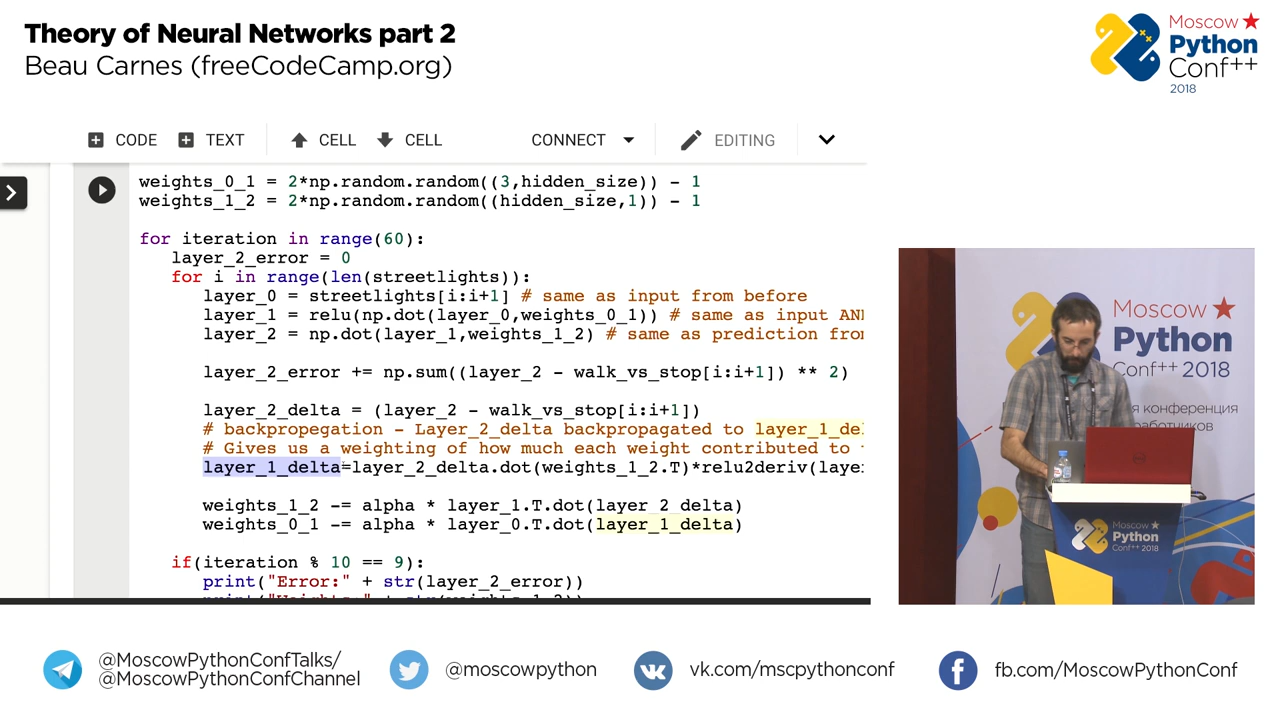 Theory of Neural Networks part 2
Beau Carnes (freeCodeCamp.org)
Moscow
Python
Conf++
2018
CODE TEXT CELL CELL CONNECT EDITING
weights_0_1 = 2*np.random.random((3,hidden_size)) - 1
weights_1_2 = 2*np.random.random((hidden_size,1)) - 1
for iteration in range(60):
layer_2_error = 0
for i in range(len(streetlights)):
layer_0 = streetlights[i:i+1] # same as input from before
layer_1 = relu(np.dot(layer_0,weights_0_1)) # same as input
layer_2 = np.dot(layer_1,weights_1_2) # same as prediction
layer_2_error += np.sum((layer_2 - walk_vs_stop[i:i+1]) ** 2)
layer_2_delta = (layer_2 - walk_vs_stop[i:i+1])
# backpropegation - Layer_2_delta backpropagated to
# Gives us a weighting of how much each weight contributed to
layer_1_delta=layer_2_delta.dot(weights_1_2.T)*relu2deriv(
weights_1_2 -= alpha * layer_1.T.dot(layer_2_delta)
weights_0_1 -= alpha * layer_0.T.dot(layer_1_delta)
if(iteration % 10 == 9):
print("Error:" + str(layer_2_error))
Moscow
Python
Conf++ 2018
я конференция
Moscow
Python
Conf++ 2018
@MoscowPythonConfTalks/
@MoscowPythonConfChannel
@moscowpython
vk.com/mscpythonconf
fb.com/MoscowPythonConf